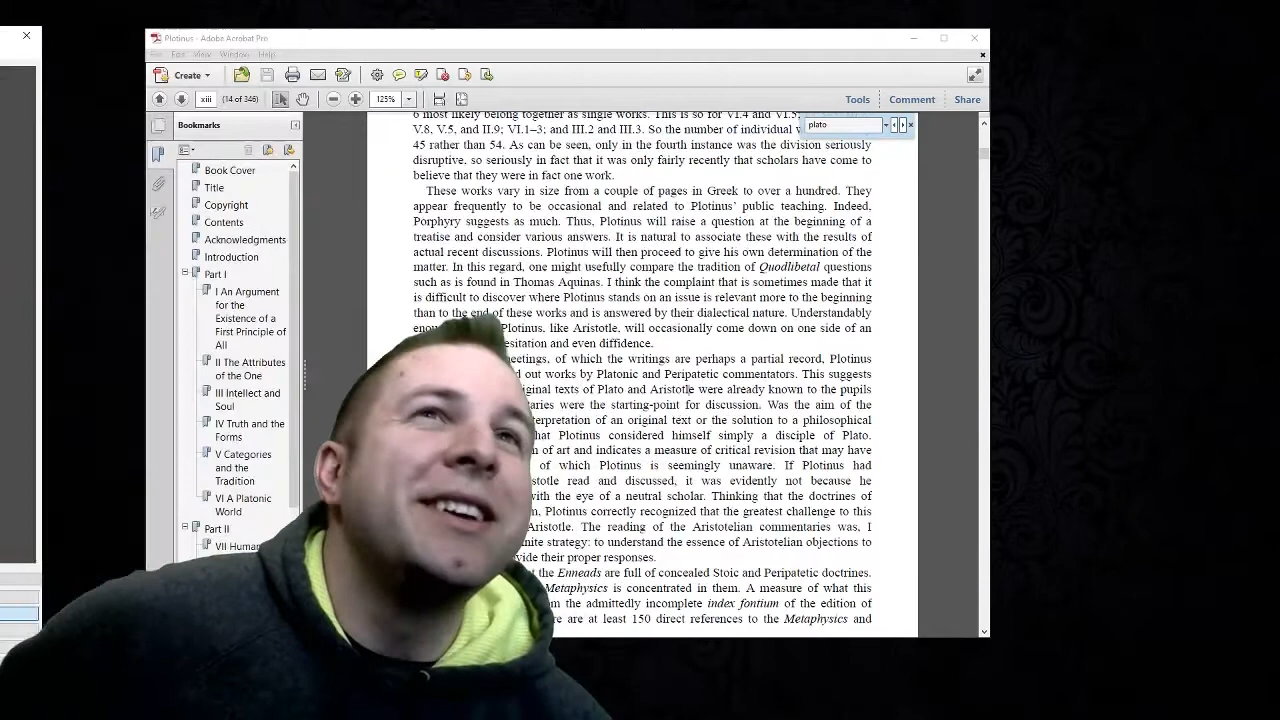 Plotinus - Adobe Acrobat Pro
File Edit View Window Help
Create
xiii (14 of 346) 125% Tools Comment Share
Bookmarks
plato
Book Cover
Title
Copyright
Contents
Acknowledgments
Introduction
Part I
I An Argument
for the
Existence of a
First Principle of
All
II The Attributes
of the One
III Intellect and
Soul
IV Truth and the
Forms
V Categories
and the
Tradition
VI A Platonic
World
Part II
VII Human
6 most likely belong together as single works. This is so for VI.4 and VI.5,
V.8, V.5, and II.9; VI.1–3; and III.2 and III.3. So the number of individual
45 rather than 54. As can be seen, only in the fourth instance was the division seriously
disruptive, so seriously in fact that it was only fairly recently that scholars have come to
believe that they were in fact one work.
These works vary in size from a couple of pages in Greek to over a hundred. They
appear frequently to be occasional and related to Plotinus' public teaching. Indeed,
Porphyry suggests as much. Thus, Plotinus will raise a question at the beginning of a
treatise and consider various answers. It is natural to associate these with the results of
actual recent discussions. Plotinus will then proceed to give his own determination of the
matter. In this regard, one might usefully compare the tradition of Quodlibetal questions
such as is found in Thomas Aquinas. I think the complaint that is sometimes made that it
is difficult to discover where Plotinus stands on an issue is relevant more to the beginning
than to the end of these works and is answered by their dialectical nature. Understandably
Plotinus, like Aristotle, will occasionally come down on one side of an
and even diffidence.
of which the writings are perhaps a partial record, Plotinus
out works by Platonic and Peripatetic commentators. This suggests
texts of Plato and Aristotle were already known to the pupils
were the starting-point for discussion. Was the aim of the
of an original text or the solution to a philosophical
Plotinus considered himself simply a disciple of Plato.
of art and indicates a measure of critical revision that may have
of which Plotinus is seemingly unaware. If Plotinus had
read and discussed, it was evidently not because he
with the eye of a neutral scholar. Thinking that the doctrines of
Plotinus correctly recognized that the greatest challenge to this
Aristotle. The reading of the Aristotelian commentaries was, I
strategy: to understand the essence of Aristotelian objections to
their proper responses.
the Enneads are full of concealed Stoic and Peripatetic doctrines.
Metaphysics is concentrated in them. A measure of what this
the admittedly incomplete index fontium of the edition of
are at least 150 direct references to the Metaphysics and